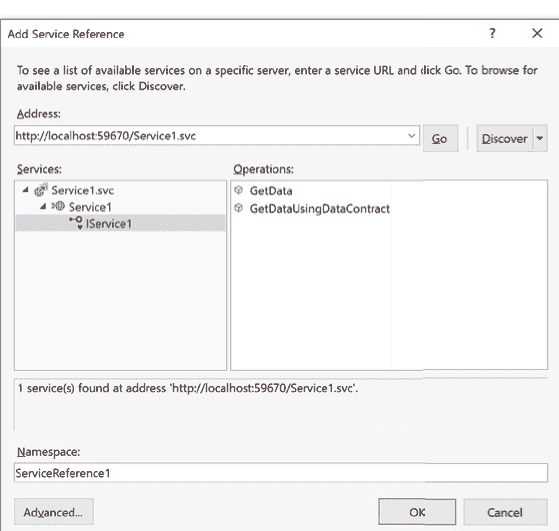 Add Service Reference
? ×
To see a list of available services on a specific server, enter a service URL and click Go. To browse for
available services, click Discover.
Address:
http://localhost:59670/Service1.svc
Go
Discover
Services:
Operations:
Service1.svc
Service1
IService1
GetData
GetDataUsingDataContract
1 service(s) found at address 'http://localhost:59670/Service1.svc'.
Namespace:
ServiceReference1
Advanced...
OK
Cancel